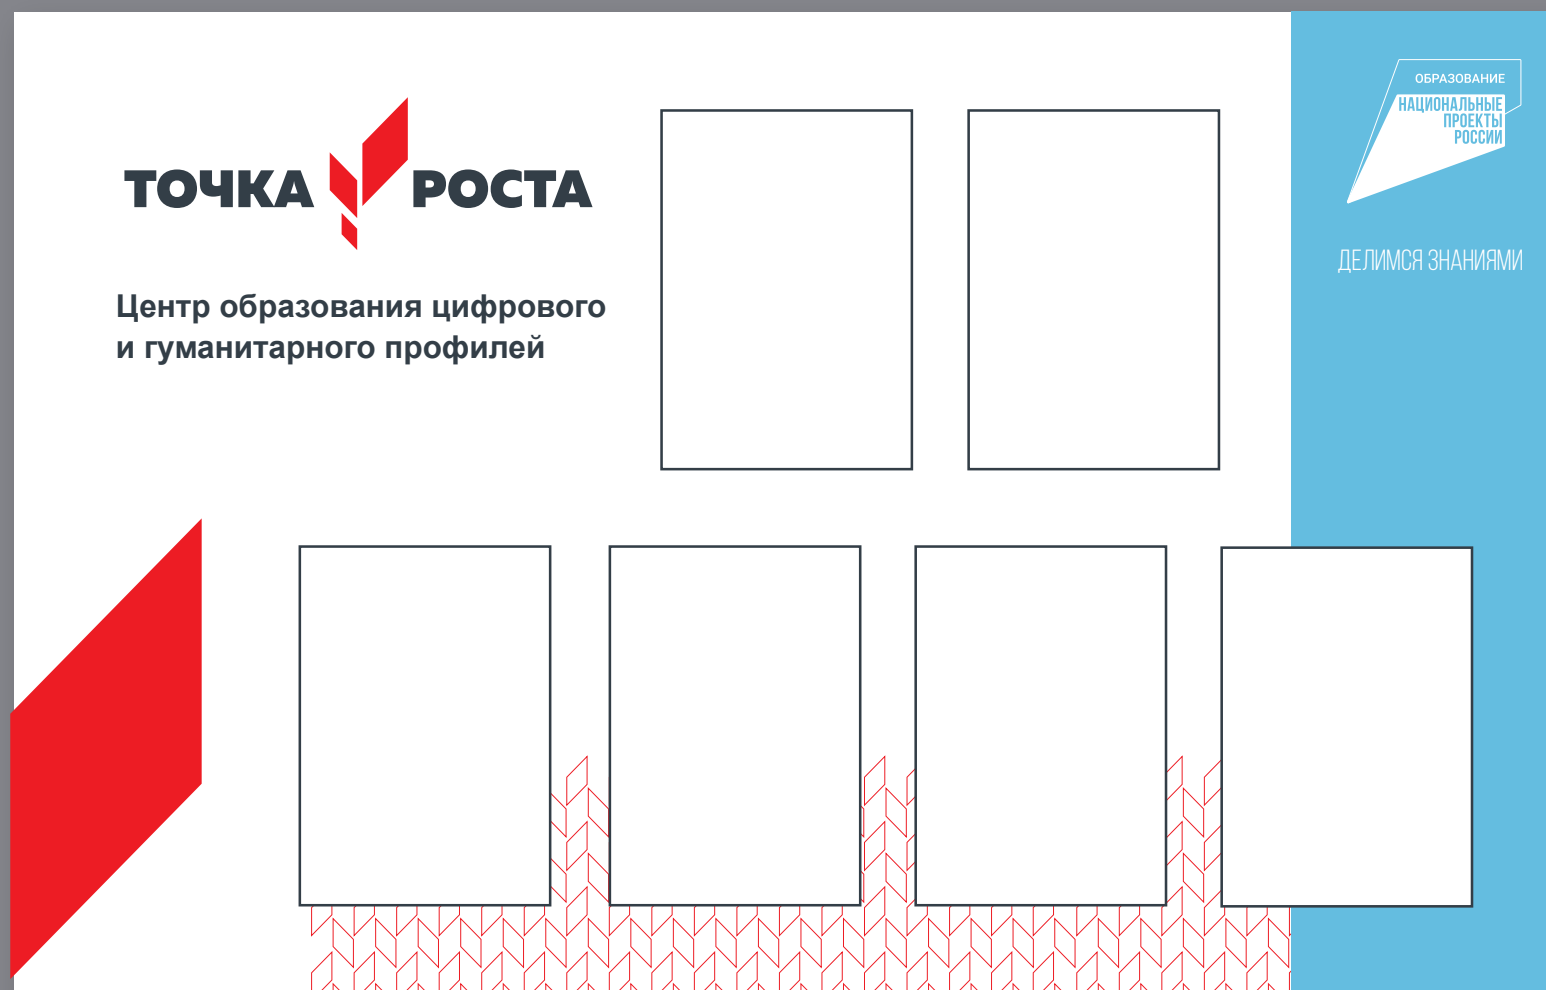 ТОЧКА РОСТА
Центр образования цифрового
и гуманитарного профилей
ОБРАЗОВАНИЕ
НАЦИОНАЛЬНЫЕ
ПРОЕКТЫ
РОССИИ
ДЕЛИМСЯ ЗНАНИЯМИ